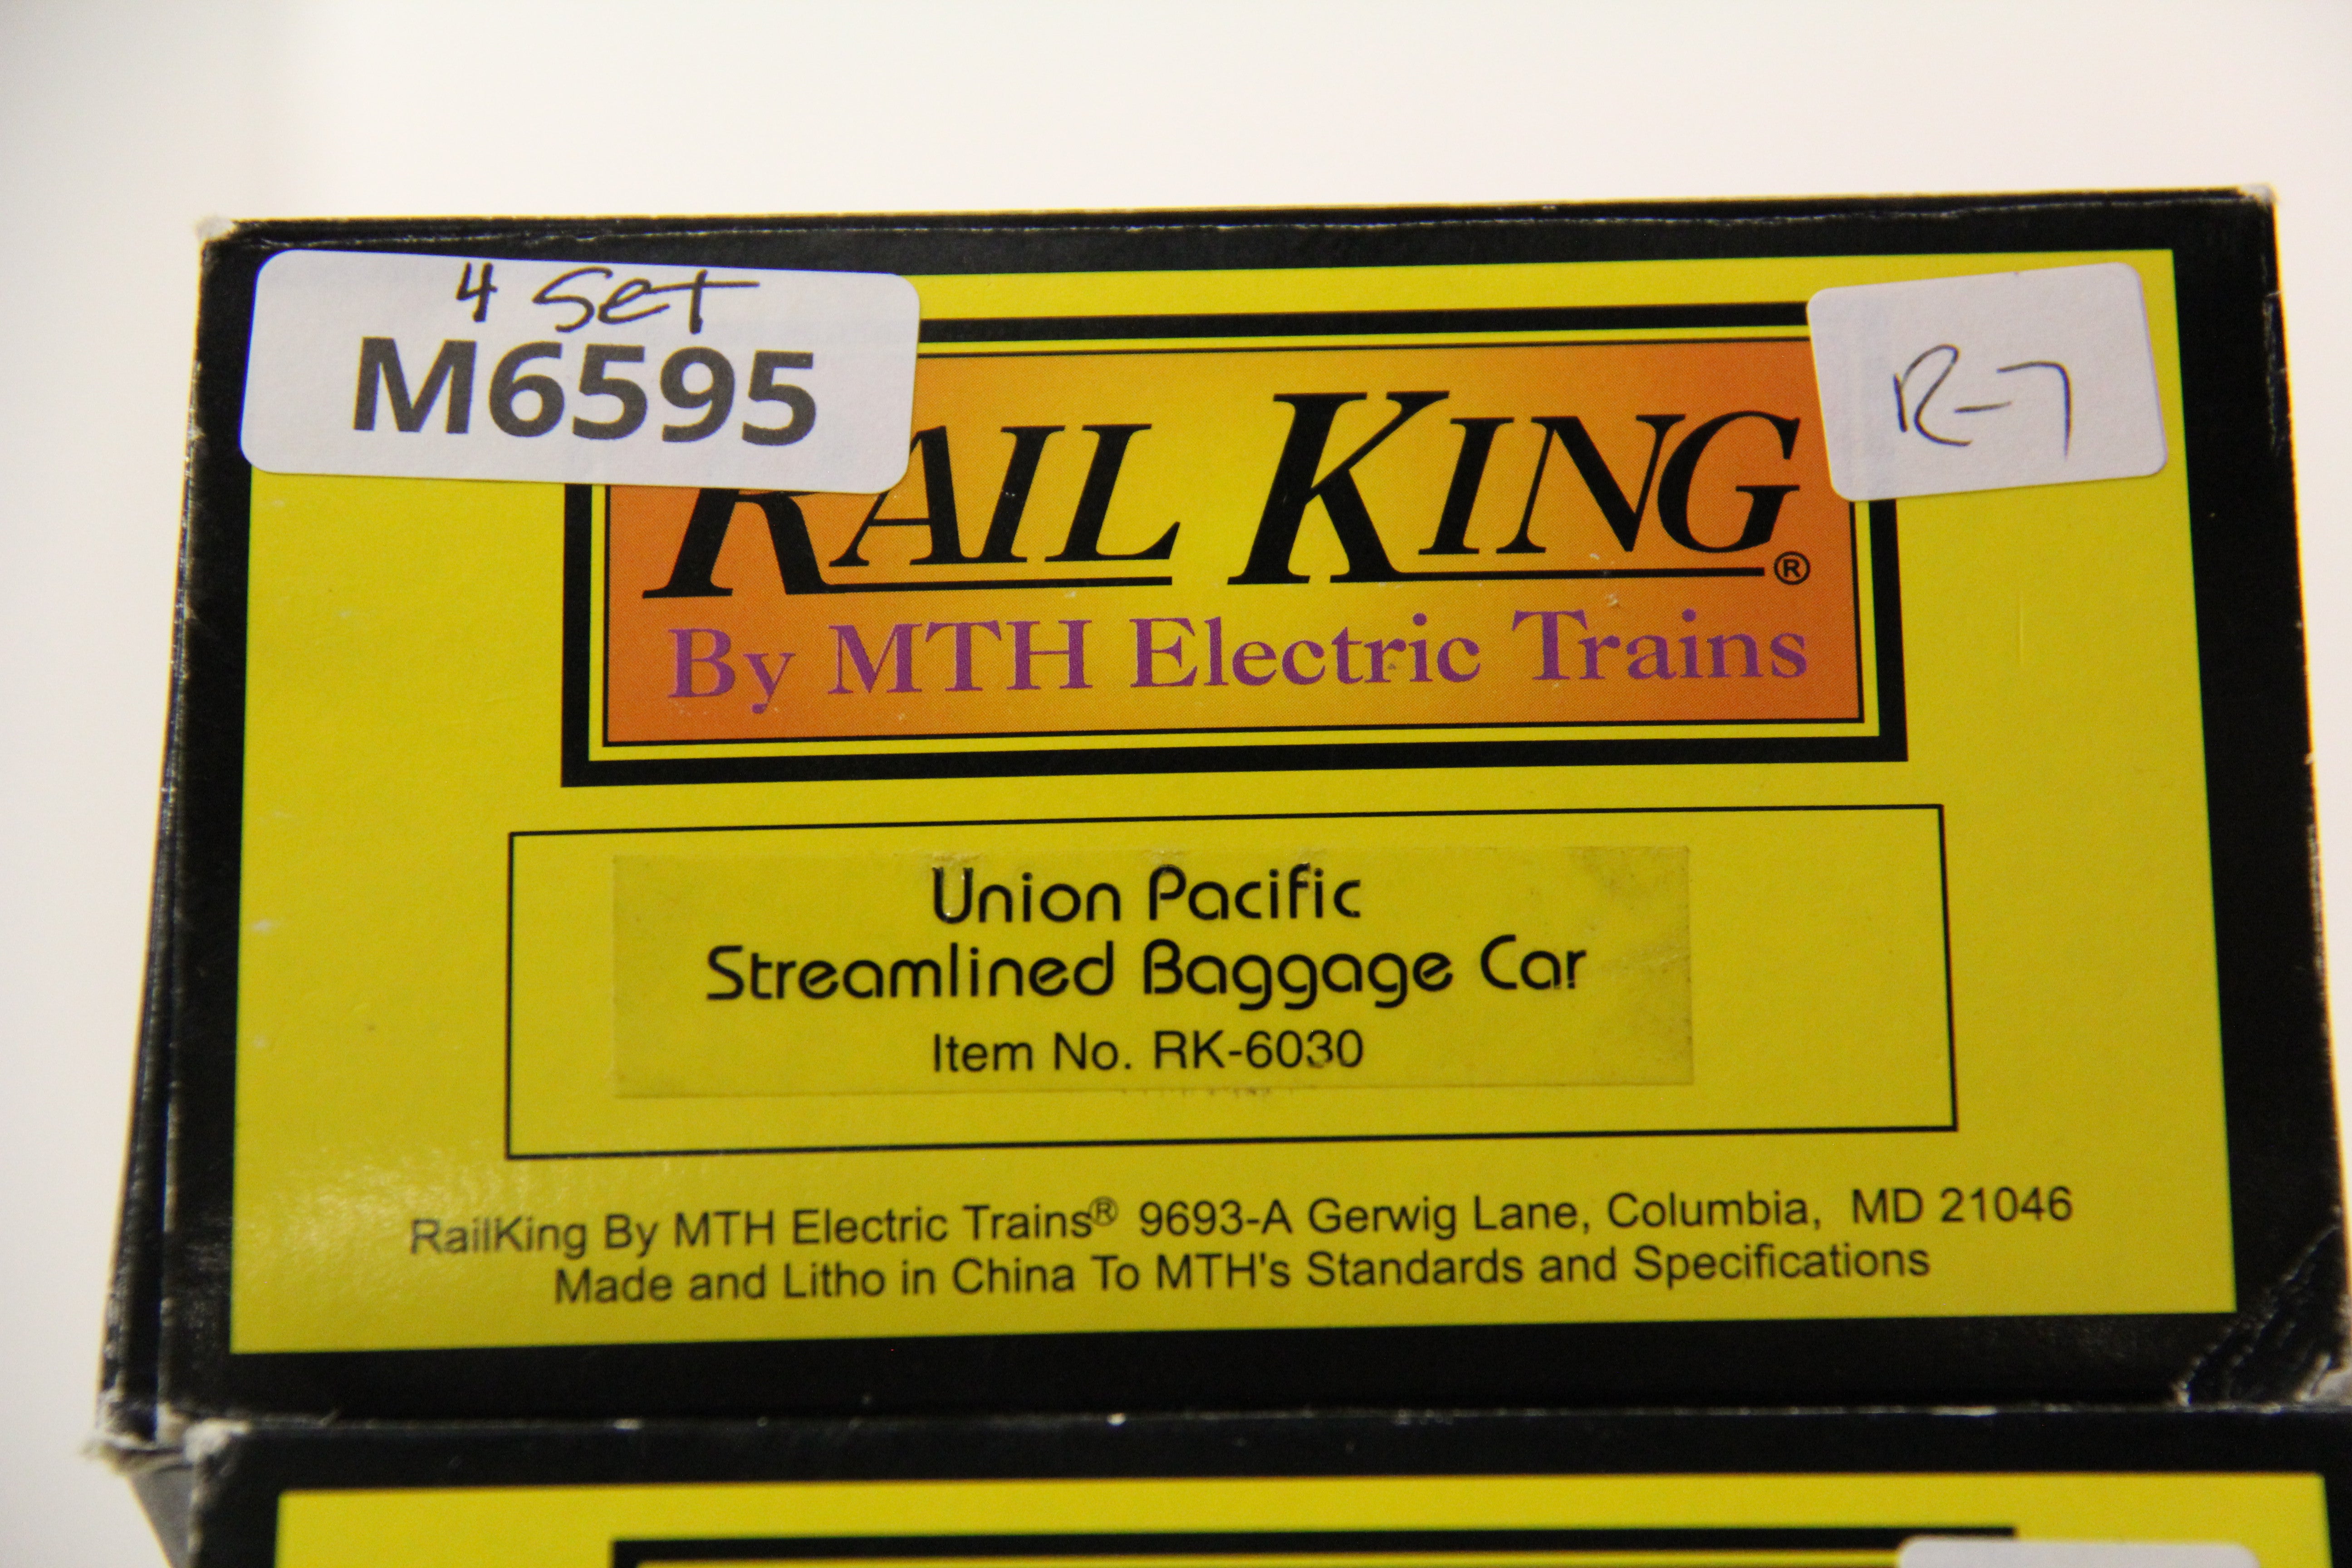 4 Set
M6595
R-7
RAIL KING®
By MTH Electric Trains
Union Pacific
Streamlined Baggage Car
Item No. RK-6030
RailKing By MTH Electric Trains® 9693-A Gerwig Lane, Columbia, MD 21046
Made and Litho in China To MTH's Standards and Specifications